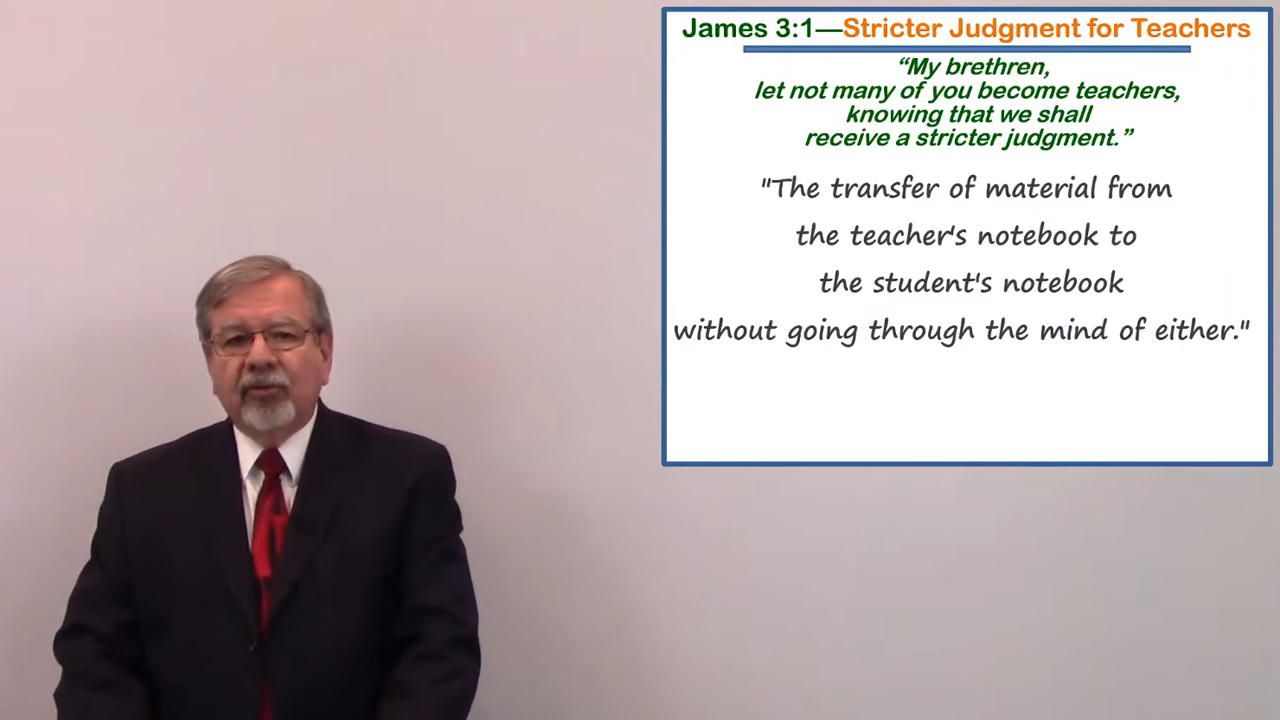 James 3:1—Stricter Judgment for Teachers
“My brethren,
let not many of you become teachers,
knowing that we shall
receive a stricter judgment.”
"The transfer of material from
the teacher's notebook to
the student's notebook
without going through the mind of either."